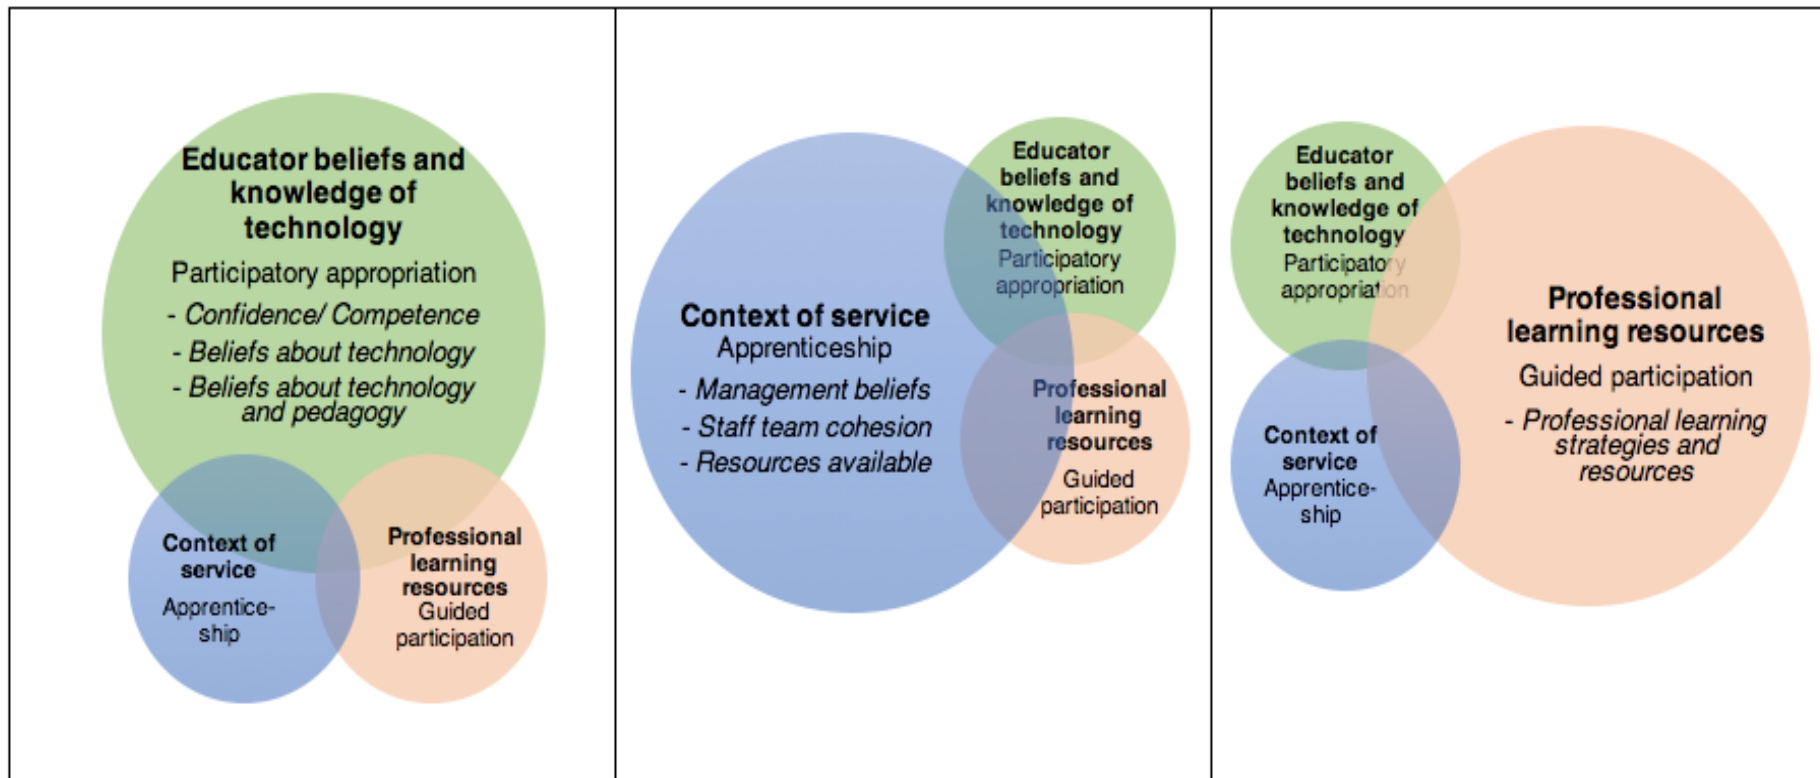 Educator beliefs and
knowledge of
technology
Participatory appropriation
- Confidence/ Competence
- Beliefs about technology
- Beliefs about technology
and pedagogy
Context of
service
Apprentice-
ship
Professional
learning
resources
Guided
participation
Context of service
Apprenticeship
- Management beliefs
- Staff team cohesion
- Resources available
Educator
beliefs and
knowledge of
technology
Participatory
appropriation
Professional
learning
resources
Guided
participation
Educator
beliefs and
knowledge of
technology
Participatory
appropriation
Context of
service
Apprentice-
ship
Professional
learning resources
Guided participation
- Professional learning
strategies and
resources